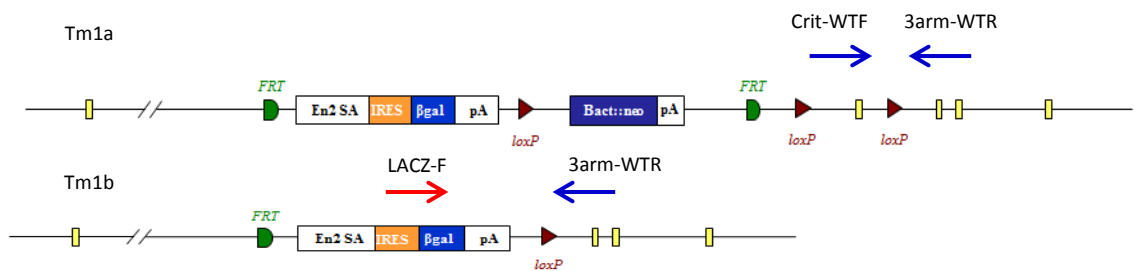 Crit-WTF 3arm-WTR
Tm1a
FRT FRT
En2 SA IRES βgal pA Bact::neo pA
loxP loxP loxP
LACZ-F 3arm-WTR
Tm1b
FRT
En2 SA IRES βgal pA
loxP